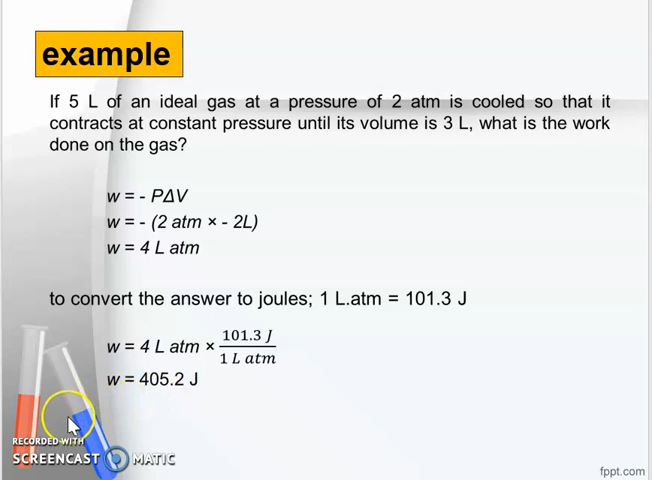 example
If 5 L of an ideal gas at a pressure of 2 atm is cooled so that it
contracts at constant pressure until its volume is 3 L, what is the work
done on the gas?
w = - PΔV
w = - (2 atm × - 2L)
w = 4 L atm
to convert the answer to joules; 1 L.atm = 101.3 J
w = 4 L atm × 101.3 J / 1 L atm
w = 405.2 J
RECORDED WITH
SCREENCAST MATIC
fppt.com